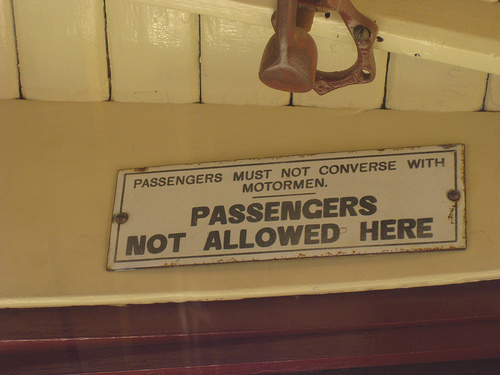 PASSENGERS MUST NOT CONVERSE WITH
MOTORMEN.
PASSENGERS
NOT ALLOWED HERE